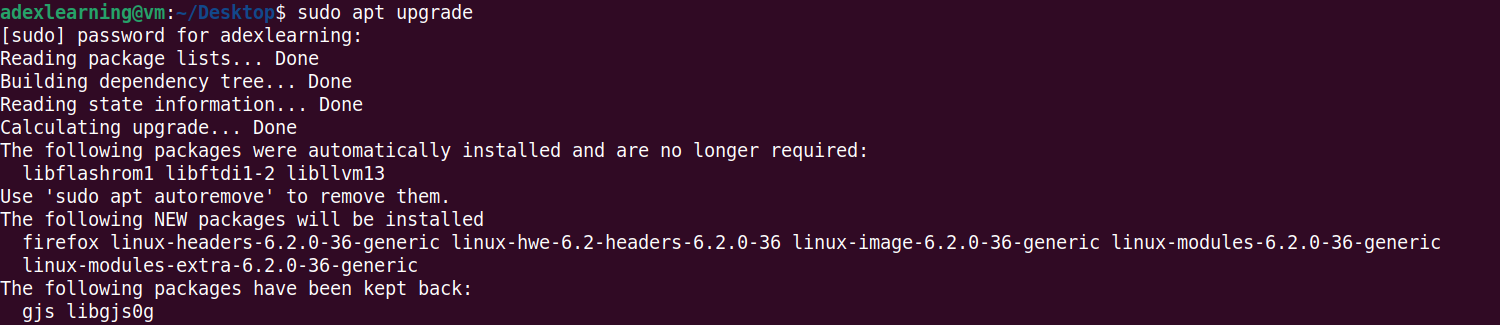 adexlearning@vm:~/Desktop$ sudo apt upgrade
[sudo] password for adexlearning:
Reading package lists... Done
Building dependency tree... Done
Reading state information... Done
Calculating upgrade... Done
The following packages were automatically installed and are no longer required:
  libflashrom1 libftdi1-2 libllvm13
Use 'sudo apt autoremove' to remove them.
The following NEW packages will be installed
  firefox linux-headers-6.2.0-36-generic linux-hwe-6.2-headers-6.2.0-36 linux-image-6.2.0-36-generic linux-modules-6.2.0-36-generic
  linux-modules-extra-6.2.0-36-generic
The following packages have been kept back:
  gjs libgjs0g